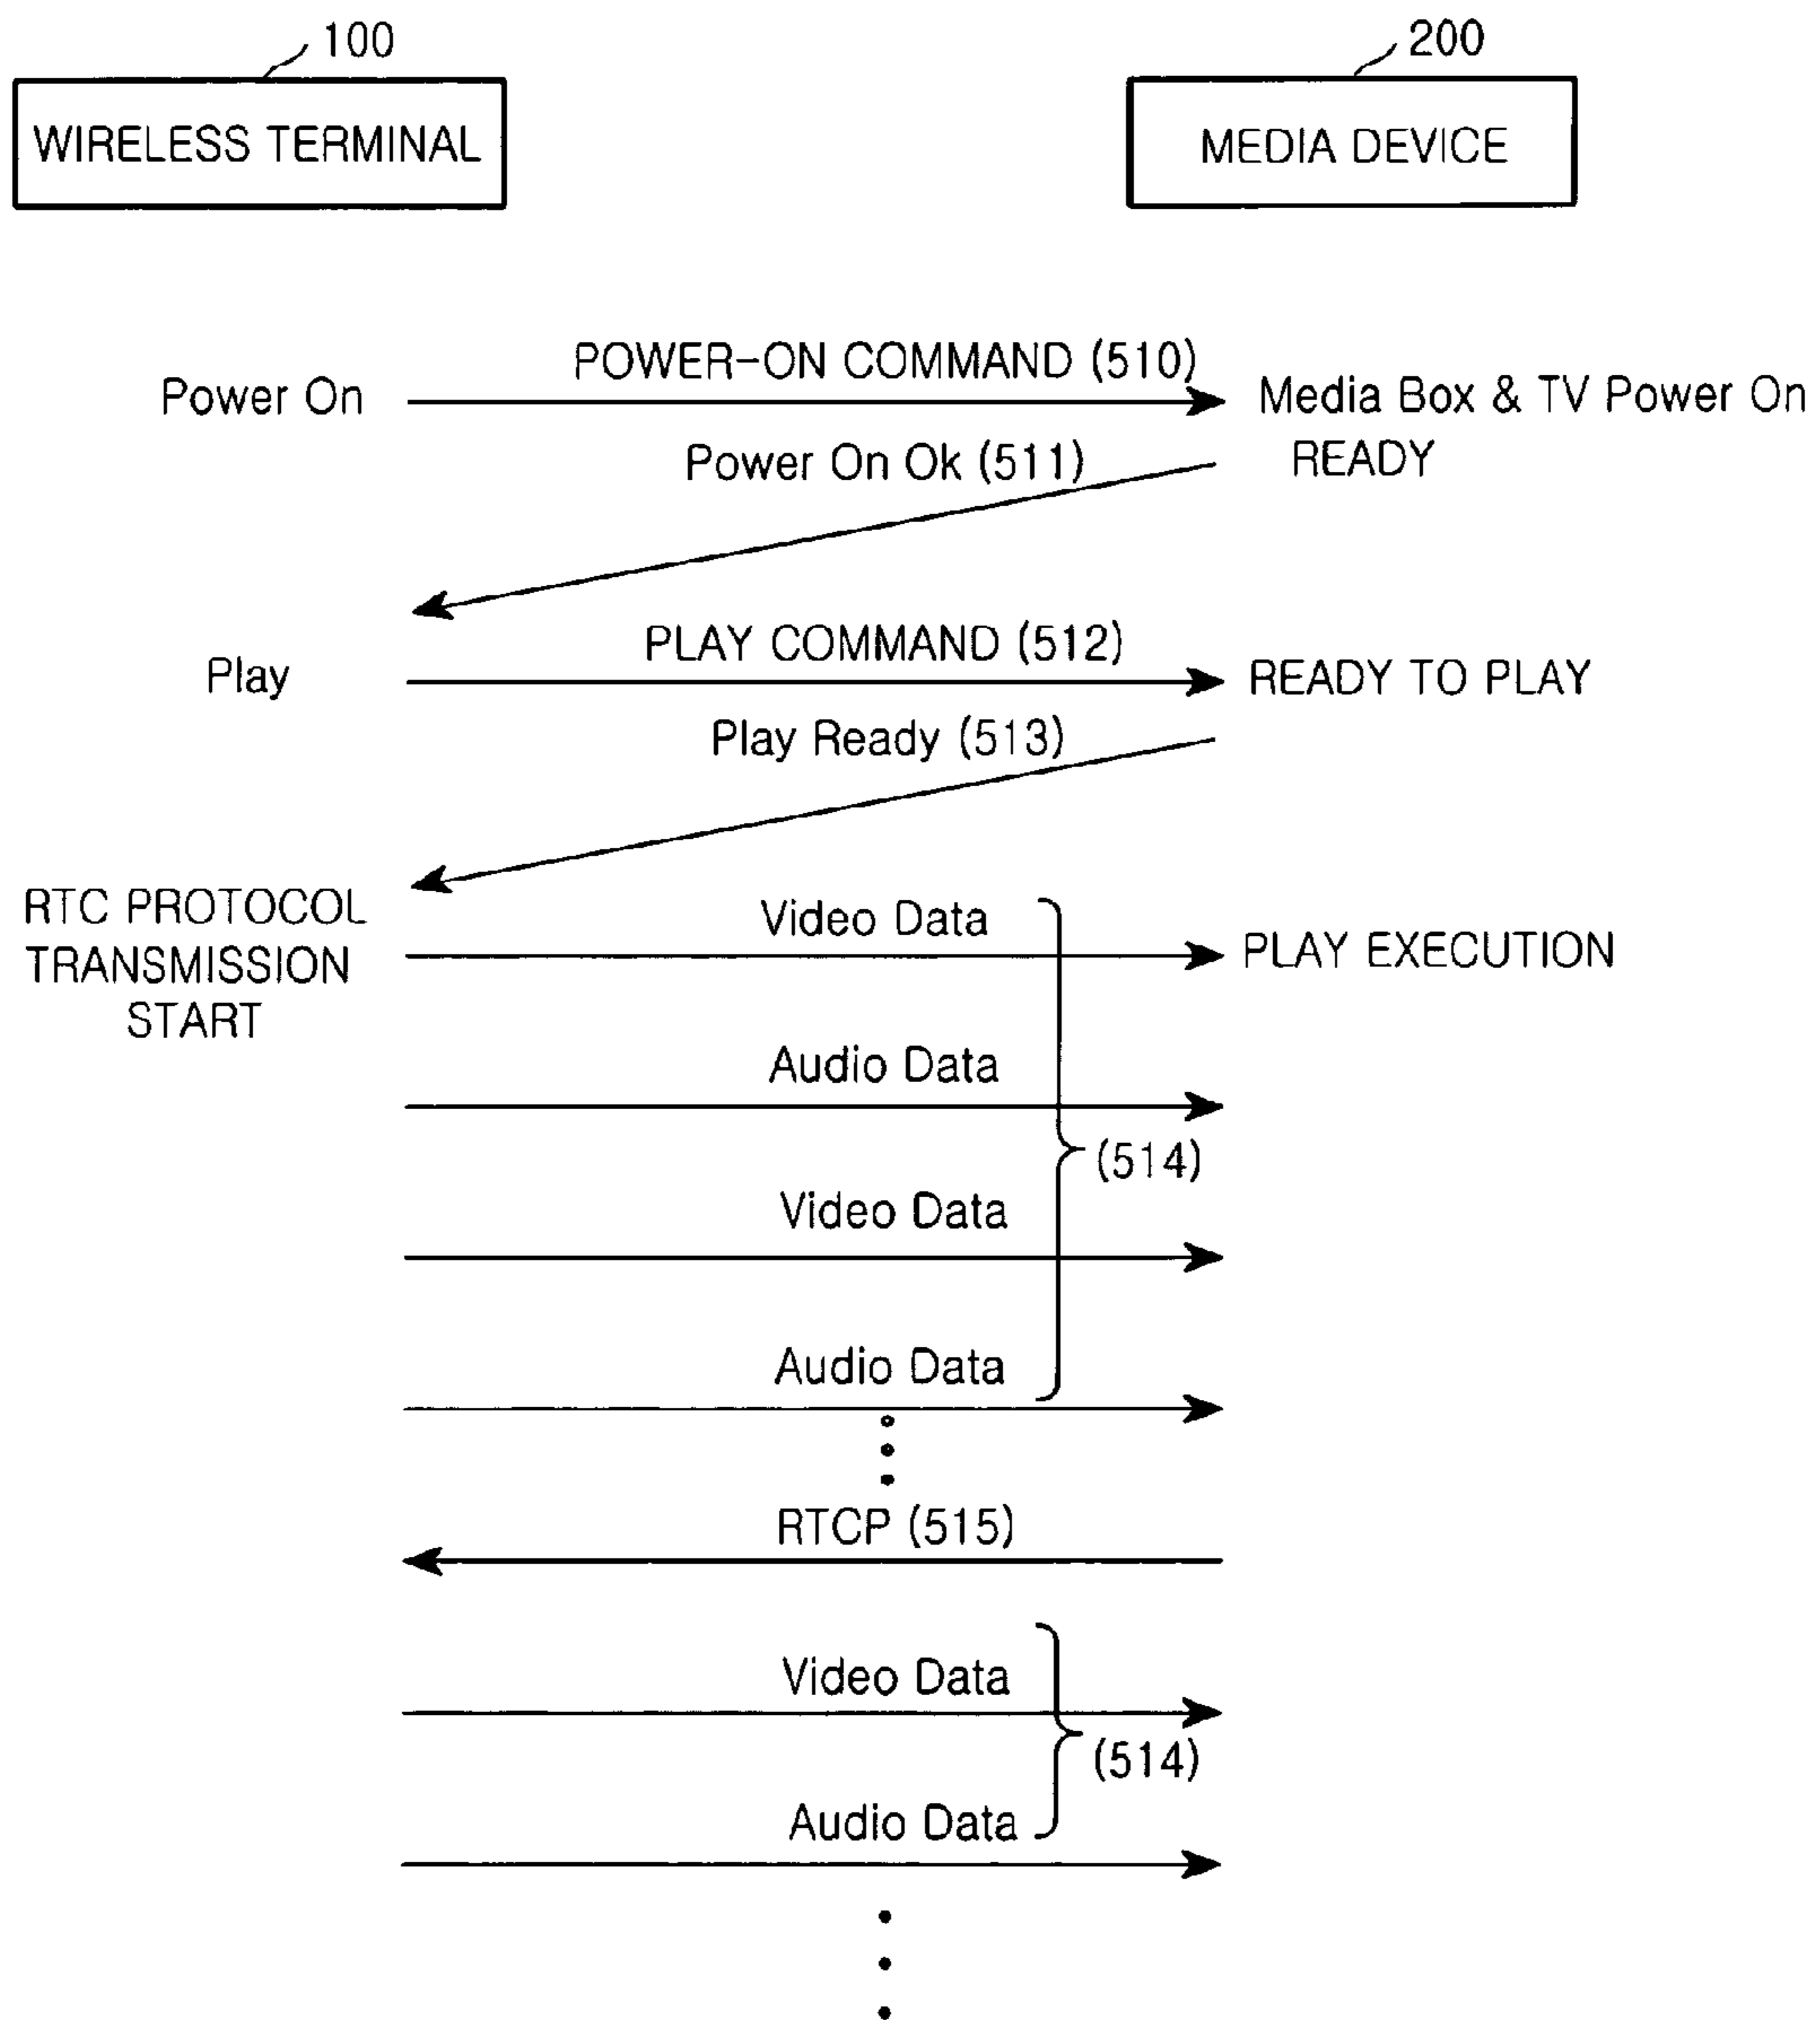 100
200
WIRELESS TERMINAL
MEDIA DEVICE
POWER-ON COMMAND (510)
Power On
Media Box & TV Power On
READY
Power On Ok (511)
PLAY COMMAND (512)
Play
READY TO PLAY
Play Ready (513)
RTC PROTOCOL
TRANSMISSION
START
Video Data
PLAY EXECUTION
Audio Data
(514)
Video Data
Audio Data
RTCP (515)
Video Data
(514)
Audio Data